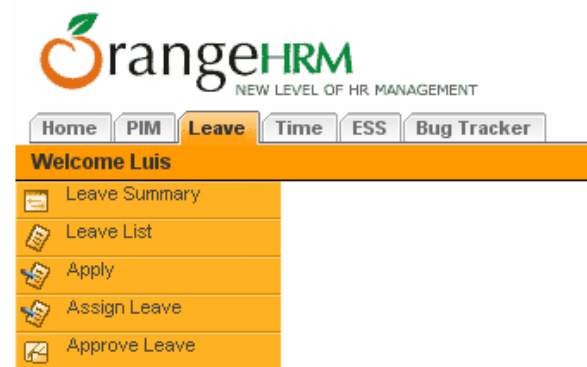 OrangeHRM
NEW LEVEL OF HR MANAGEMENT
Home PIM Leave Time ESS Bug Tracker
Welcome Luis
Leave Summary
Leave List
Apply
Assign Leave
Approve Leave